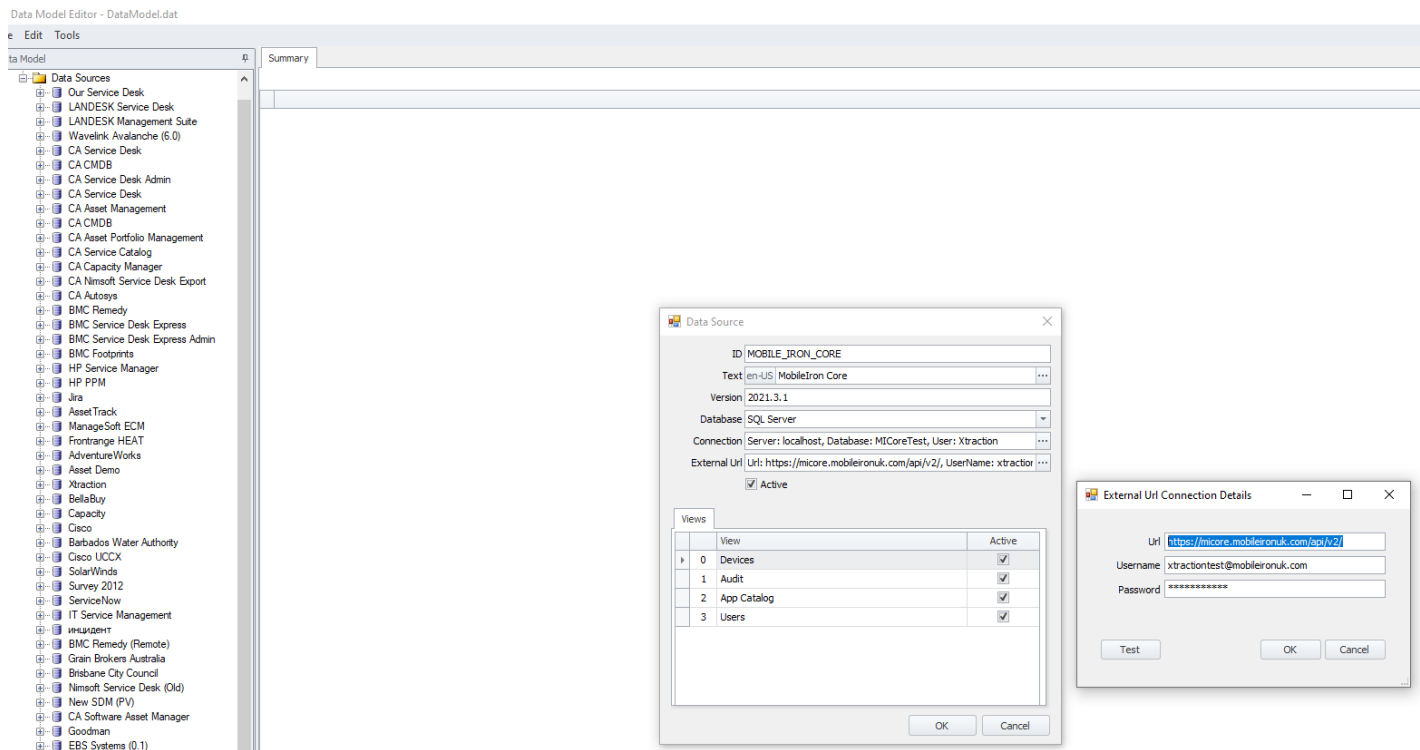 Data Model Editor - DataModel.dat
e Edit Tools
ta Model
Summary
Data Sources
Our Service Desk
LANDESK Service Desk
LANDESK Management Suite
Wavelink Avalanche (6.0)
CA Service Desk
CA CMDB
CA Service Desk Admin
CA Service Desk
CA Asset Management
CA CMDB
CA Asset Portfolio Management
CA Service Catalog
CA Capacity Manager
CA Nimsoft Service Desk Export
CA Autosys
BMC Remedy
BMC Service Desk Express
BMC Service Desk Express Admin
BMC Footprints
HP Service Manager
HP PPM
Jira
AssetTrack
ManageSoft ECM
Frontrange HEAT
AdventureWorks
Asset Demo
Xtraction
BellaBuy
Capacity
Cisco
Barbados Water Authority
Cisco UCCX
SolarWinds
Survey 2012
ServiceNow
IT Service Management
инцидент
BMC Remedy (Remote)
Grain Brokers Australia
Brisbane City Council
Nimsoft Service Desk (Old)
New SDM (PV)
CA Software Asset Manager
Goodman
EBS Systems (0.1)
Data Source
ID MOBILE_IRON_CORE
Text en-US MobileIron Core ...
Version 2021.3.1
Database SQL Server
Connection Server: localhost, Database: MICoreTest, User: Xtraction ...
External Url Url: https://micore.mobileironuk.com/api/v2/, UserName: xtraction ...
Active
Views
View Active
0 Devices
1 Audit
2 App Catalog
3 Users
OK Cancel
External Url Connection Details
Url https://micore.mobileironuk.com/api/v2/
Username xtractiontest@mobileironuk.com
Password ***********
Test OK Cancel